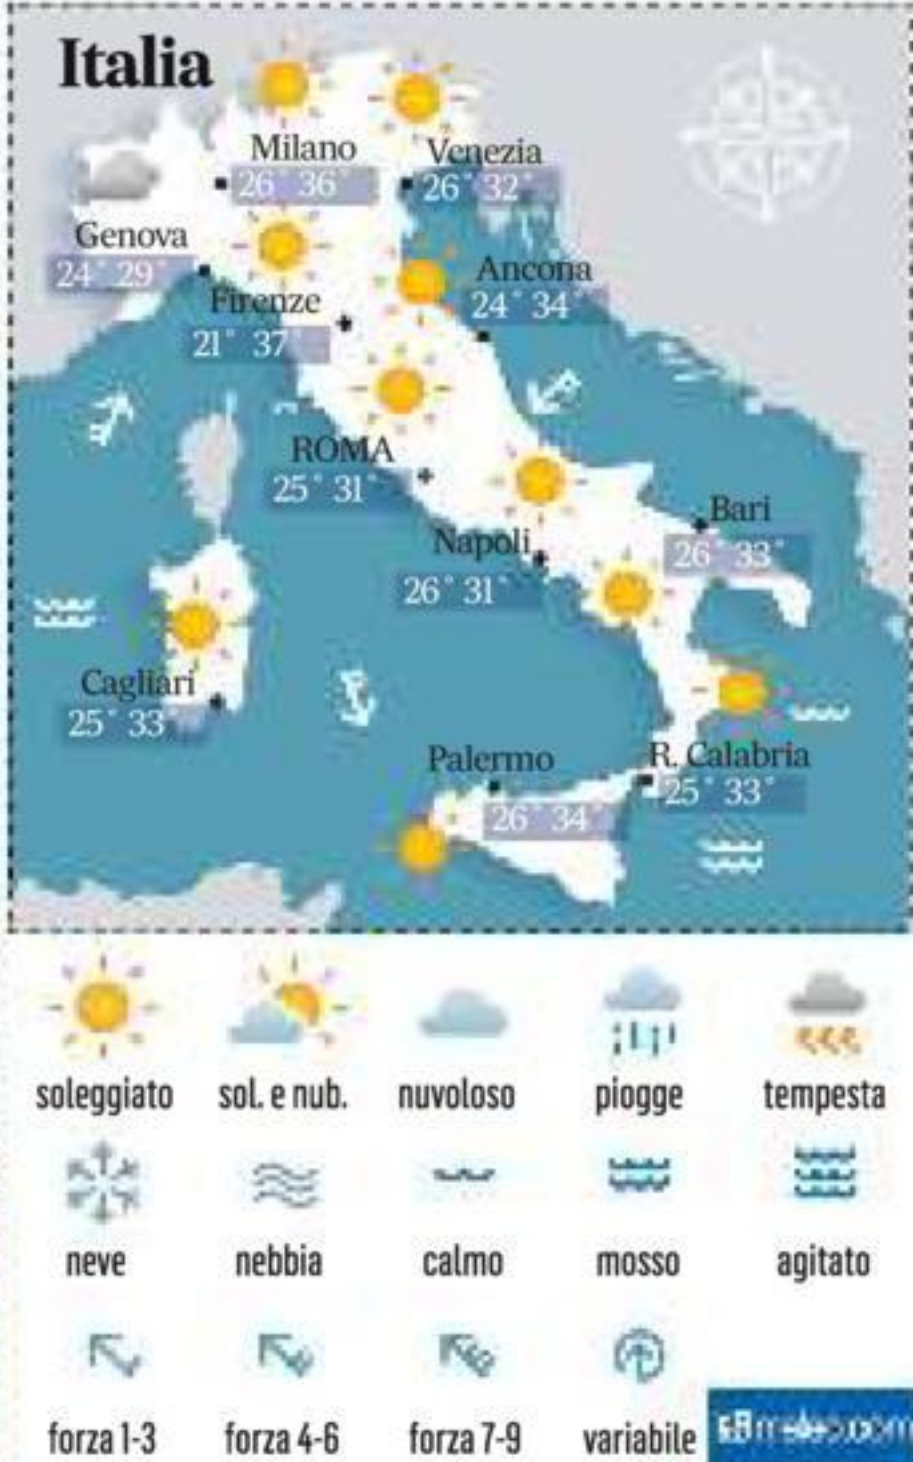 Italia
Milano
26° 36°
Venezia
26° 32°
Genova
24° 29°
Ancona
24° 34°
Firenze
21° 37°
ROMA
25° 31°
Bari
26° 33°
Napoli
26° 31°
Cagliari
25° 33°
Palermo
26° 34°
R. Calabria
25° 33°
soleggiato sol. e nub. nuvoloso piogge tempesta
neve nebbia calmo mosso agitato
forza 1-3 forza 4-6 forza 7-9 variabile